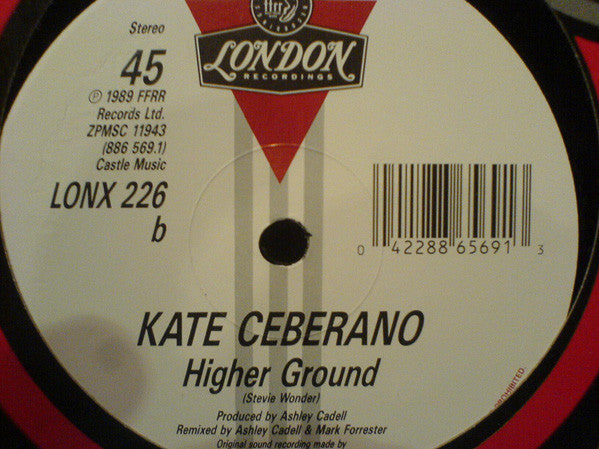 ffrr
LONDON
RECORDINGS
Stereo
45
℗ 1989 FFRR
Records Ltd.
ZPMSC 11943
(886 569.1)
Castle Music
LONX 226
b
0 42288 65691 3
KATE CEBERANO
Higher Ground
(Stevie Wonder)
Produced by Ashley Cadell
Remixed by Ashley Cadell & Mark Forrester
Original sound recording made by
PROHIBITED